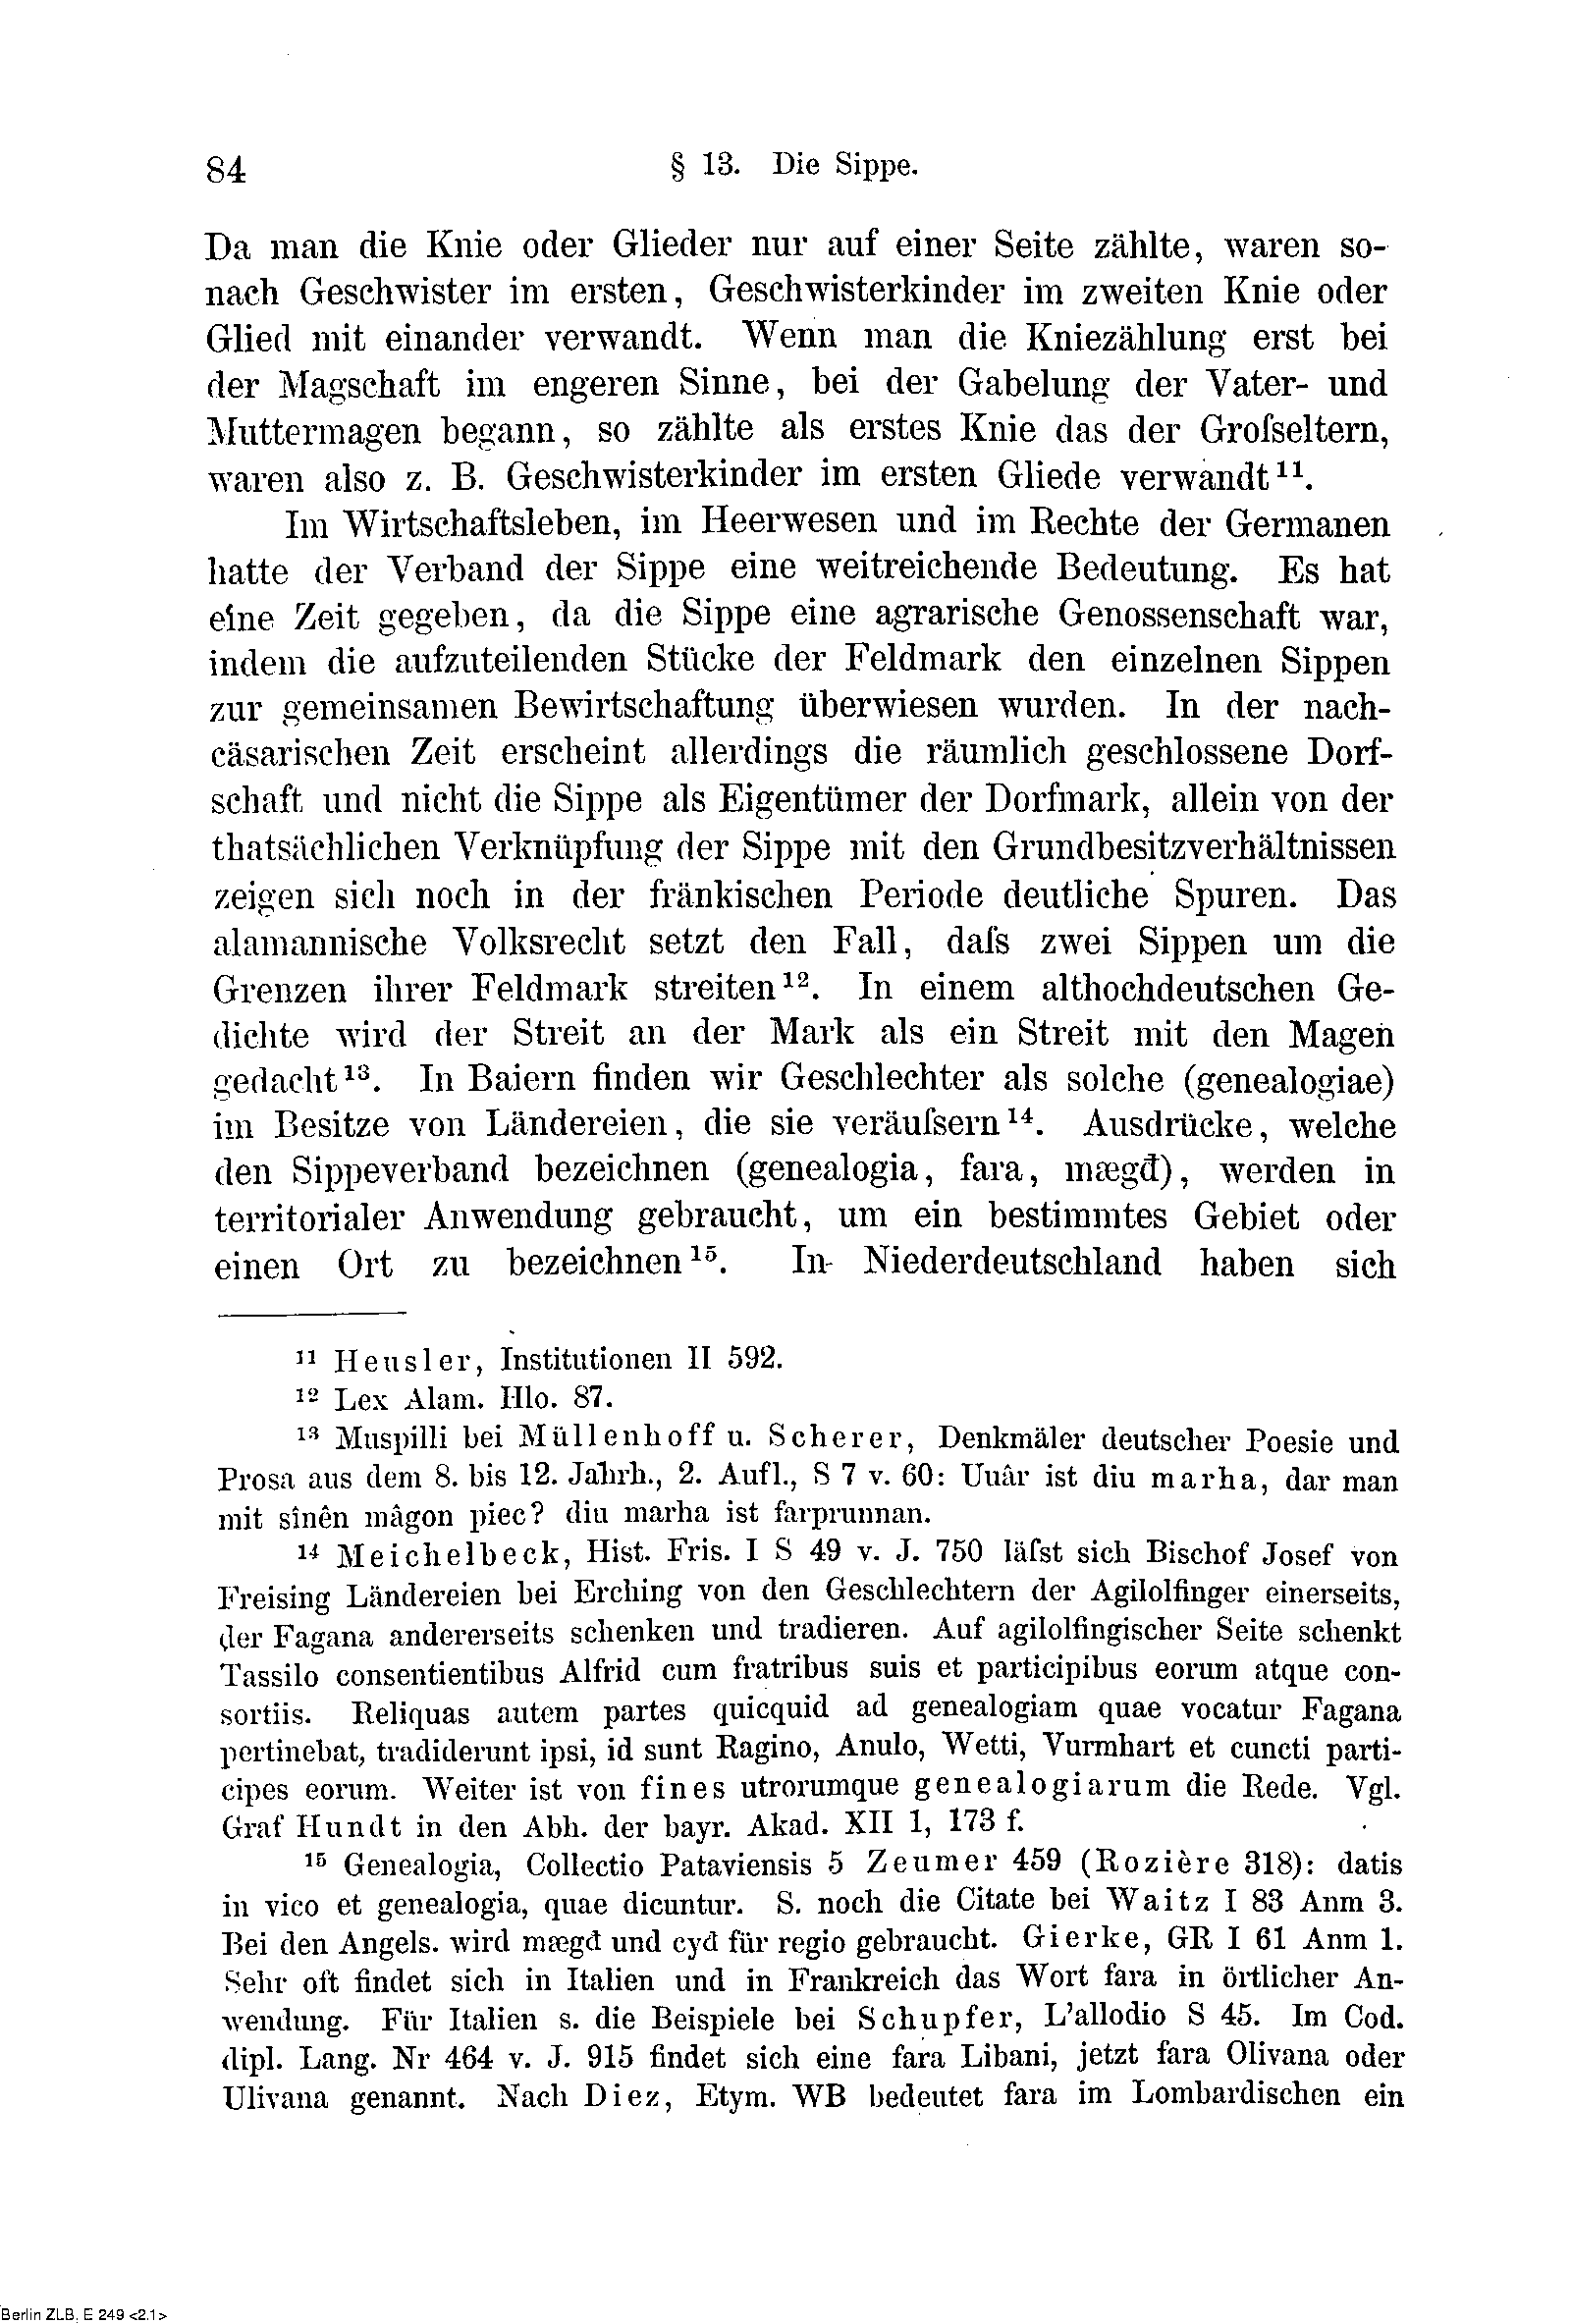 84
§ 13. Die Sippe.
Da man die Knie oder Glieder nur auf einer Seite zählte, waren so-
nach Geschwister im ersten, Geschwisterkinder im zweiten Knie oder
Glied mit einander verwandt. Wenn man die Kniezählung erst bei
der Magschaft im engeren Sinne, bei der Gabelung der Vater- und
Muttermagen begann, so zählte als erstes Knie das der Groſseltern,
waren also z. B. Geschwisterkinder im ersten Gliede verwandt¹¹.
Im Wirtschaftsleben, im Heerwesen und im Rechte der Germanen
hatte der Verband der Sippe eine weitreichende Bedeutung. Es hat
eine Zeit gegeben, da die Sippe eine agrarische Genossenschaft war,
indem die aufzuteilenden Stücke der Feldmark den einzelnen Sippen
zur gemeinsamen Bewirtschaftung überwiesen wurden. In der nach-
cäsarischen Zeit erscheint allerdings die räumlich geschlossene Dorf-
schaft und nicht die Sippe als Eigentümer der Dorfmark, allein von der
thatsächlichen Verknüpfung der Sippe mit den Grundbesitzverhältnissen
zeigen sich noch in der fränkischen Periode deutliche Spuren. Das
alamannische Volksrecht setzt den Fall, daſs zwei Sippen um die
Grenzen ihrer Feldmark streiten¹². In einem althochdeutschen Ge-
dichte wird der Streit an der Mark als ein Streit mit den Magen
gedacht¹³. In Baiern finden wir Geschlechter als solche (genealogiae)
im Besitze von Ländereien, die sie veräuſsern¹⁴. Ausdrücke, welche
den Sippeverband bezeichnen (genealogia, fara, mægđ), werden in
territorialer Anwendung gebraucht, um ein bestimmtes Gebiet oder
einen Ort zu bezeichnen¹⁵. In Niederdeutschland haben sich
¹¹ Heusler, Institutionen II 592.
¹² Lex Alam. Hlo. 87.
¹³ Muspilli bei Müllenhoff u. Scherer, Denkmäler deutscher Poesie und
Prosa aus dem 8. bis 12. Jahrh., 2. Aufl., S 7 v. 60: Uuâr ist diu marha, dar man
mit sînên mâgon piec? diu marha ist farprunnan.
¹⁴ Meichelbeck, Hist. Fris. I S 49 v. J. 750 läſst sich Bischof Josef von
Freising Ländereien bei Erching von den Geschlechtern der Agilolfinger einerseits,
der Fagana andererseits schenken und tradieren. Auf agilolfingischer Seite schenkt
Tassilo consentientibus Alfrid cum fratribus suis et participibus eorum atque con-
sortiis. Reliquas autem partes quicquid ad genealogiam quae vocatur Fagana
pertinebat, tradiderunt ipsi, id sunt Ragino, Anulo, Wetti, Vurmhart et cuncti parti-
cipes eorum. Weiter ist von fines utrorumque genealogiarum die Rede. Vgl.
Graf Hundt in den Abh. der bayr. Akad. XII 1, 173 f.
¹⁵ Genealogia, Collectio Pataviensis 5 Zeumer 459 (Rozière 318): datis
in vico et genealogia, quae dicuntur. S. noch die Citate bei Waitz I 83 Anm 3.
Bei den Angels. wird mægđ und cyđ für regio gebraucht. Gierke, GR I 61 Anm 1.
Sehr oft findet sich in Italien und in Frankreich das Wort fara in örtlicher An-
wendung. Für Italien s. die Beispiele bei Schupfer, L'allodio S 45. Im Cod.
dipl. Lang. Nr 464 v. J. 915 findet sich eine fara Libani, jetzt fara Olivana oder
Ulivana genannt. Nach Diez, Etym. WB bedeutet fara im Lombardischen ein
Berlin ZLB, E 249 <2,1>